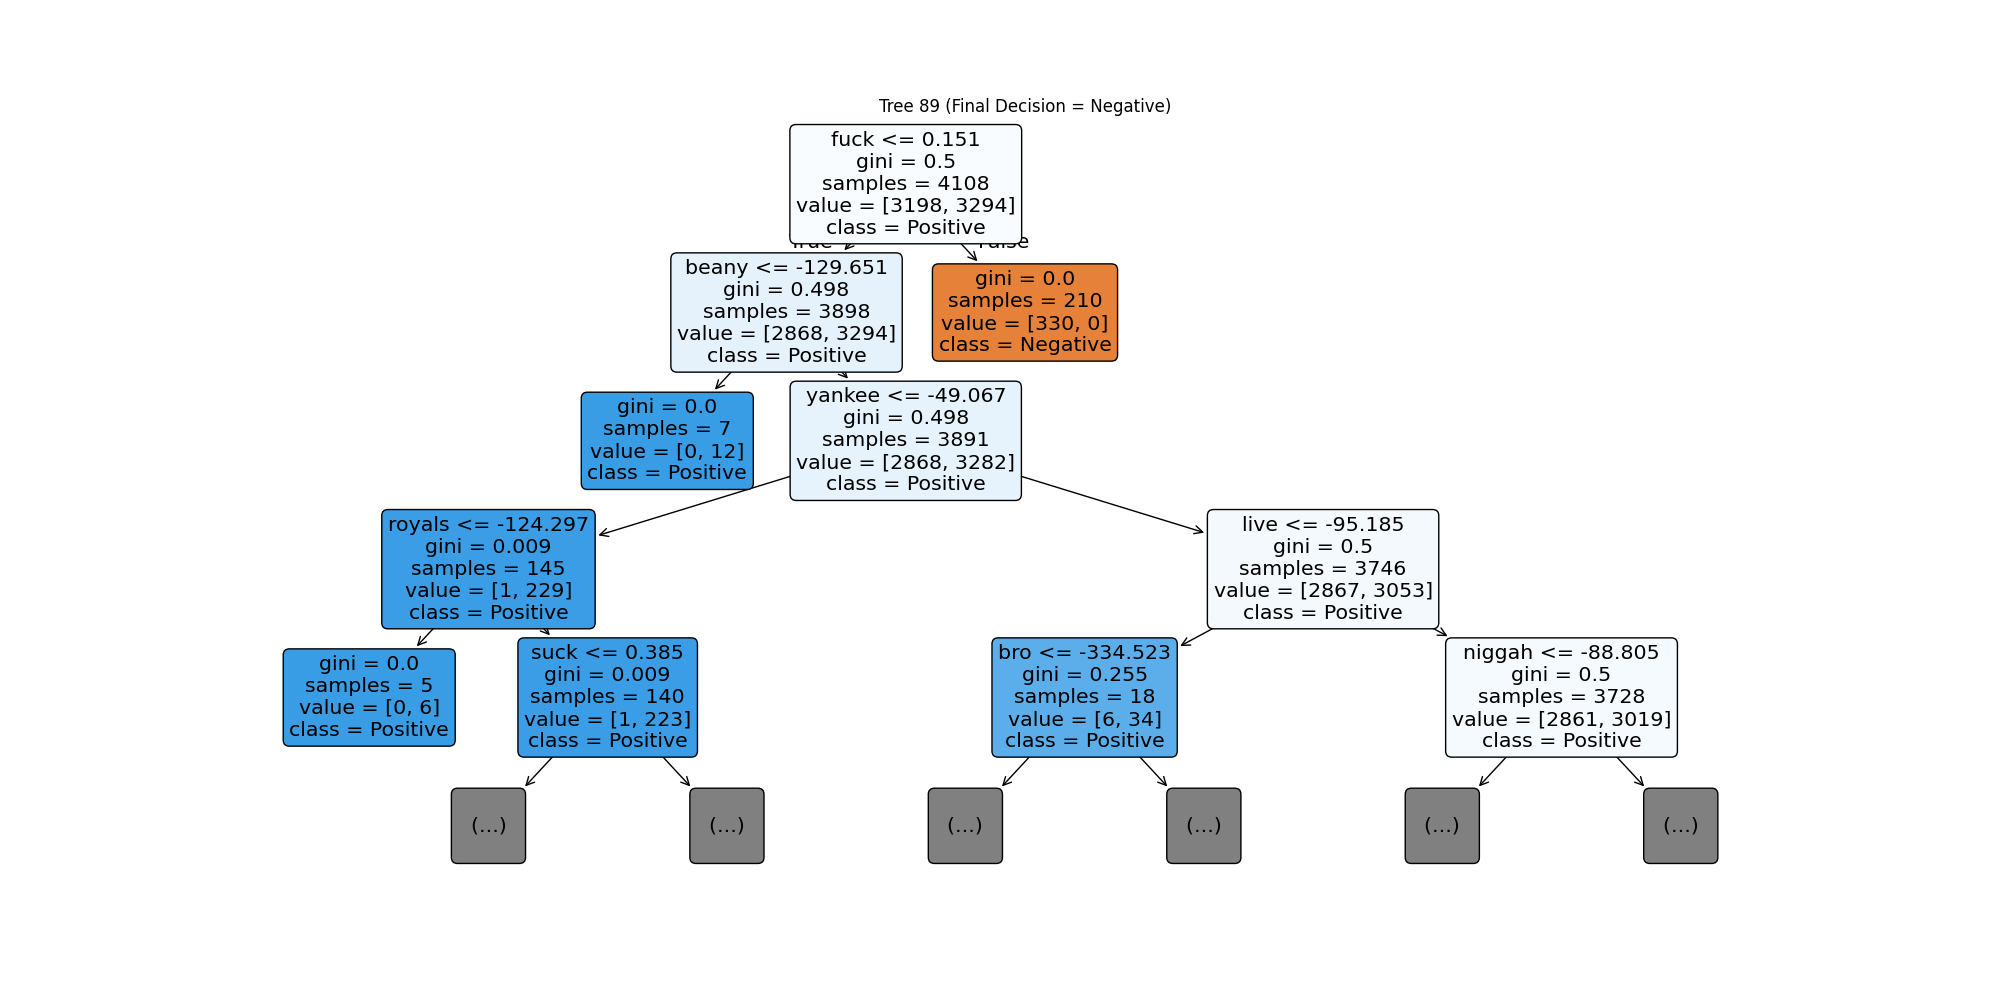 Tree 89 (Final Decision = Negative)
fuck <= 0.151
gini = 0.5
samples = 4108
value = [3198, 3294]
class = Positive
True
False
beany <= -129.651
gini = 0.498
samples = 3898
value = [2868, 3294]
class = Positive
gini = 0.0
samples = 210
value = [330, 0]
class = Negative
gini = 0.0
samples = 7
value = [0, 12]
class = Positive
yankee <= -49.067
gini = 0.498
samples = 3891
value = [2868, 3282]
class = Positive
royals <= -124.297
gini = 0.009
samples = 145
value = [1, 229]
class = Positive
live <= -95.185
gini = 0.5
samples = 3746
value = [2867, 3053]
class = Positive
gini = 0.0
samples = 5
value = [0, 6]
class = Positive
suck <= 0.385
gini = 0.009
samples = 140
value = [1, 223]
class = Positive
bro <= -334.523
gini = 0.255
samples = 18
value = [6, 34]
class = Positive
niggah <= -88.805
gini = 0.5
samples = 3728
value = [2861, 3019]
class = Positive
(...)
(...)
(...)
(...)
(...)
(...)